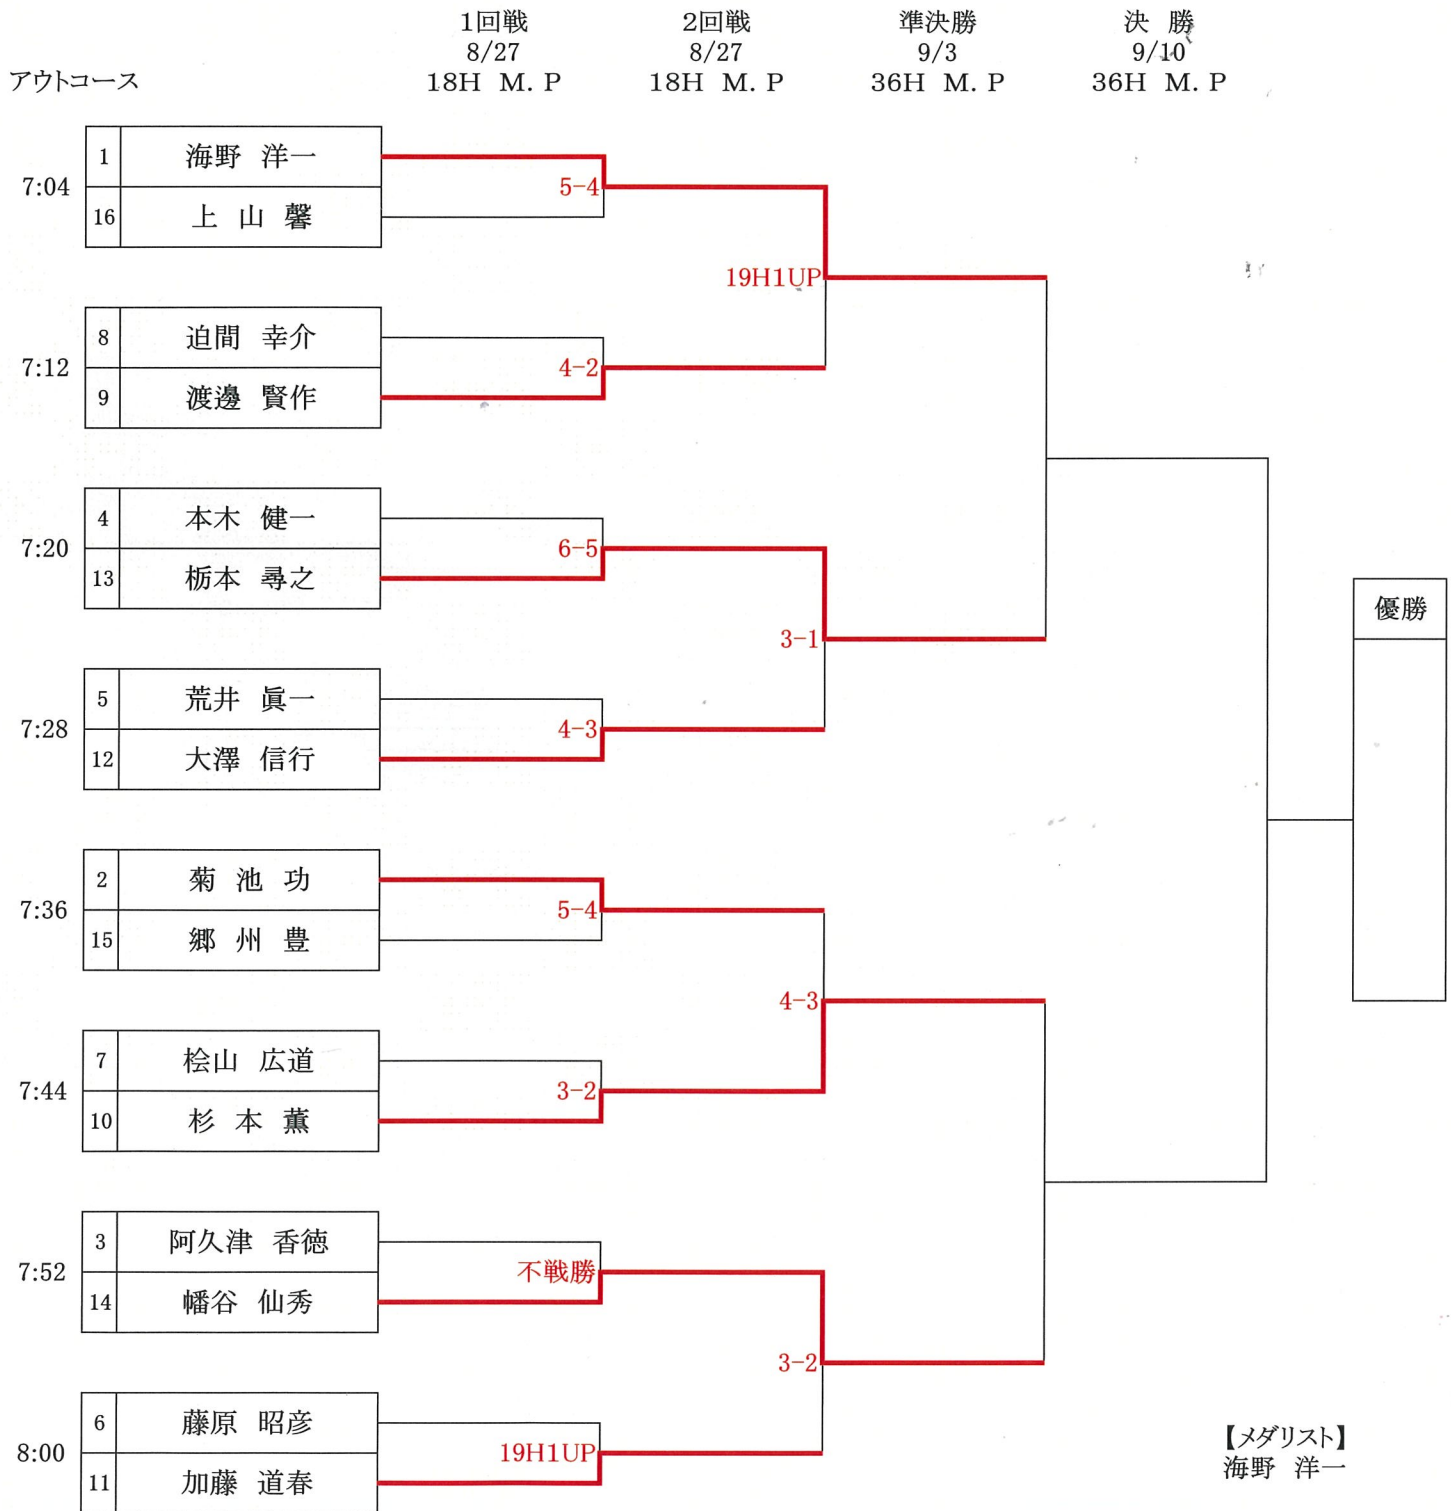 1回戦 2回戦 準決勝 決 勝
8/27 8/27 9/3 9/10
アウトコース 18H M. P 18H M. P 36H M. P 36H M. P
1 海野 洋一
7:04 5-4
16 上 山 馨
19H1UP
8 迫間 幸介
7:12 4-2
9 渡邊 賢作
4 本木 健一
7:20 6-5
13 栃本 尋之
優勝
3-1
5 荒井 眞一
7:28 4-3
12 大澤 信行
2 菊 池 功
7:36 5-4
15 郷 州 豊
4-3
7 桧山 広道
7:44 3-2
10 杉 本 薫
3 阿久津 香徳
7:52 不戦勝
14 幡谷 仙秀
3-2
6 藤原 昭彦
8:00 19H1UP
11 加藤 道春
【メダリスト】
海野 洋一